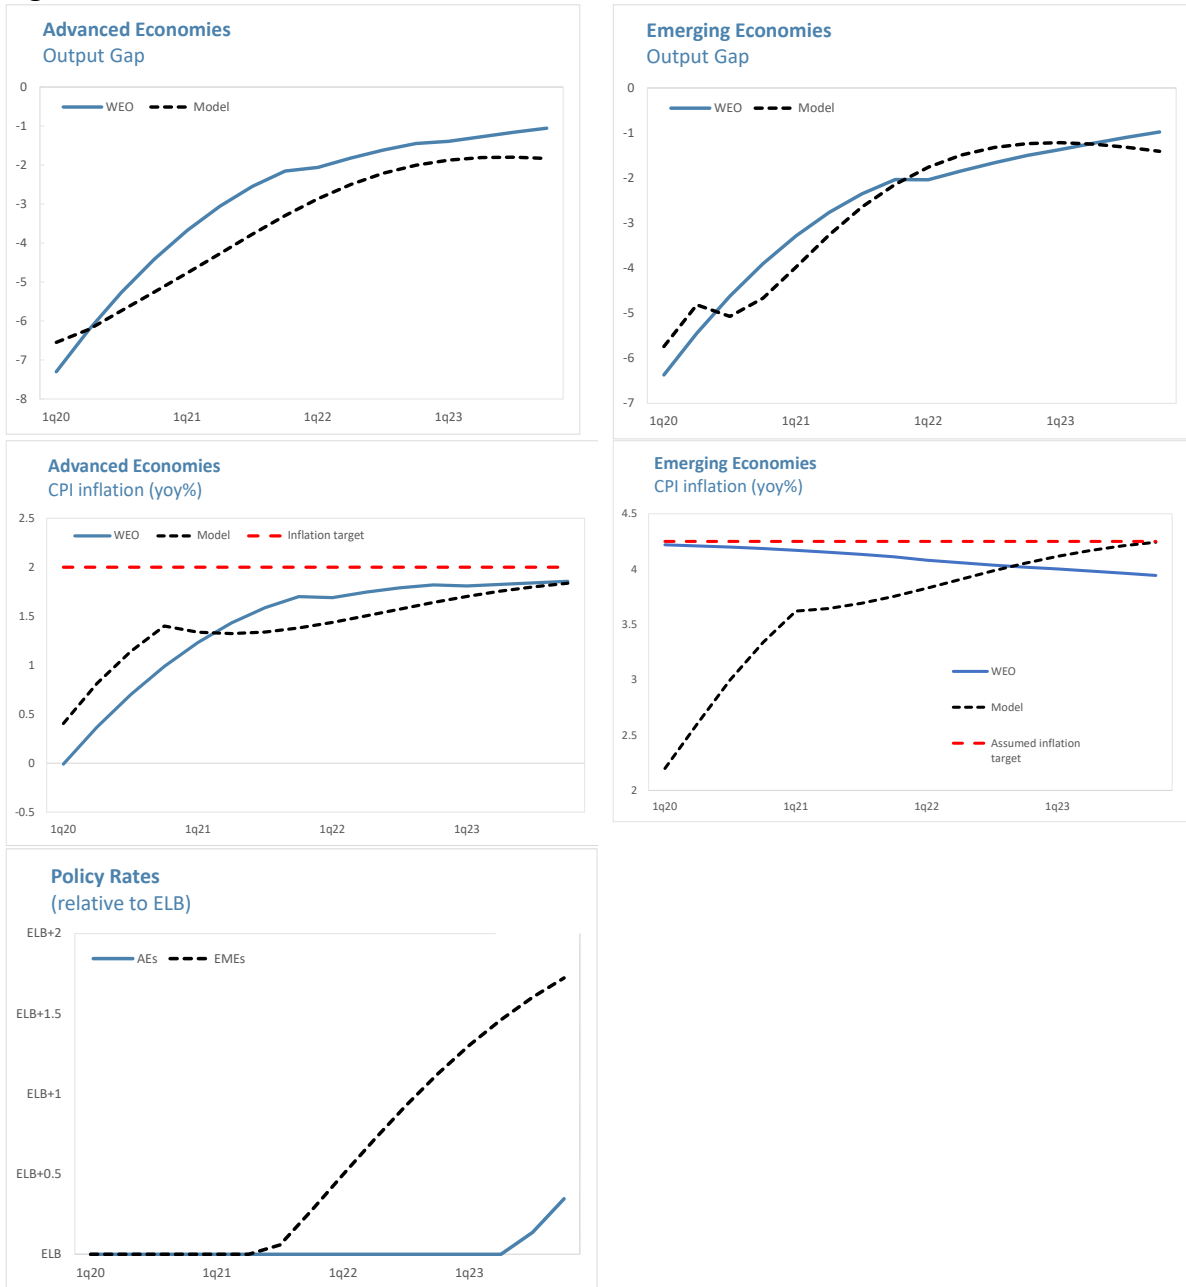 Advanced Economies
Output Gap
0
WEO
Model
-1
-2
-3
-4
-5
-6
-7
-8
1q20
1q21
1q22
1q23
Emerging Economies
Output Gap
0
WEO
Model
-1
-2
-3
-4
-5
-6
-7
1q20
1q21
1q22
1q23
Advanced Economies
CPI inflation (yoy%)
2.5
WEO
Model
Inflation target
2
1.5
1
0.5
0
-0.5
1q20
1q21
1q22
1q23
Emerging Economies
CPI inflation (yoy%)
4.5
4
3.5
3
2.5
2
WEO
Model
Assumed inflation
target
1q20
1q21
1q22
1q23
Policy Rates
(relative to ELB)
ELB+2
AEs
EMEs
ELB+1.5
ELB+1
ELB+0.5
ELB
1q20
1q21
1q22
1q23